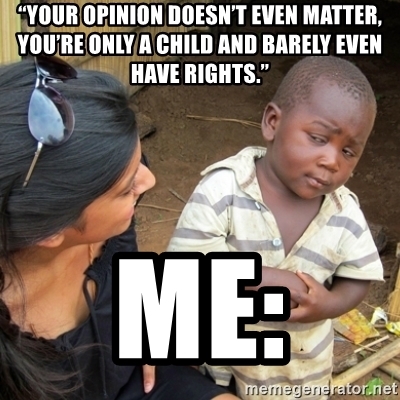 “YOUR OPINION DOESN’T EVEN MATTER,
YOU’RE ONLY A CHILD AND BARELY EVEN
HAVE RIGHTS.”
ME:
memegenerator.net